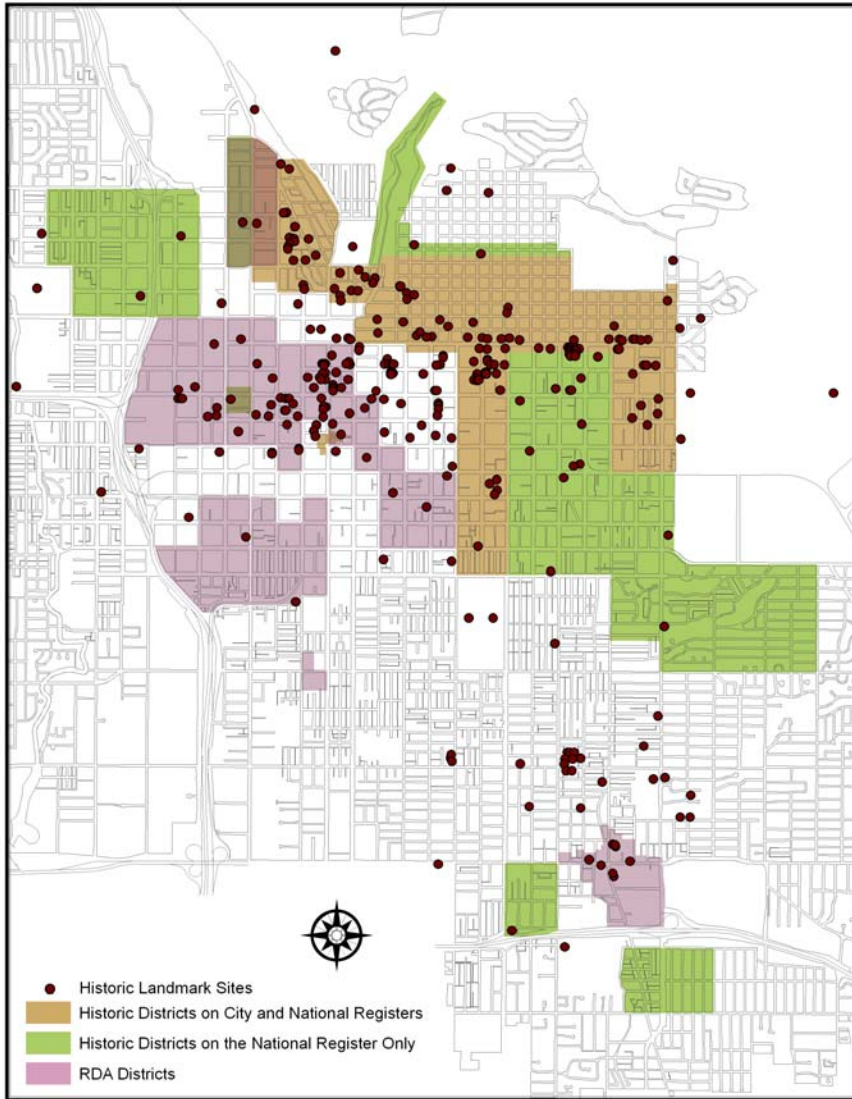 Historic Landmark Sites
Historic Districts on City and National Registers
Historic Districts on the National Register Only
RDA Districts